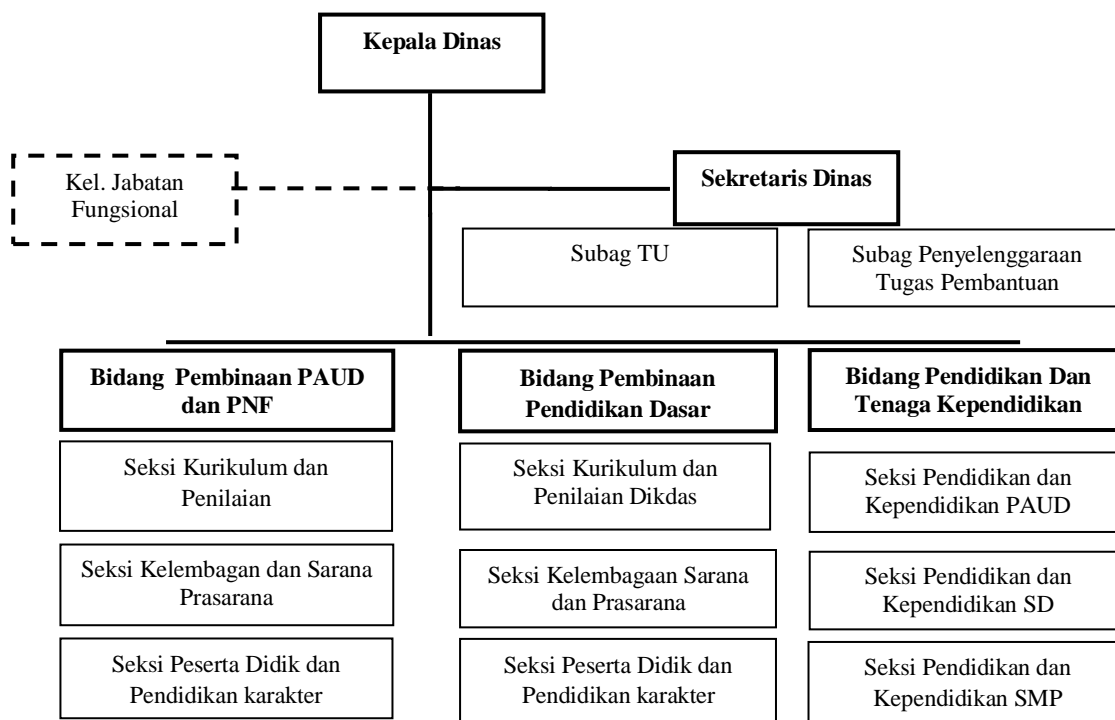 Kepala Dinas
Kel. Jabatan
Fungsional
Sekretaris Dinas
Subag TU
Subag Penyelenggaraan
Tugas Pembantuan
Bidang Pembinaan PAUD
dan PNF
Bidang Pembinaan
Pendidikan Dasar
Bidang Pendidikan Dan
Tenaga Kependidikan
Seksi Kurikulum dan
Penilaian
Seksi Kurikulum dan
Penilaian Dikdas
Seksi Pendidikan dan
Kependidikan PAUD
Seksi Kelembagan dan Sarana
Prasarana
Seksi Kelembagaan Sarana
dan Prasarana
Seksi Pendidikan dan
Kependidikan SD
Seksi Peserta Didik dan
Pendidikan karakter
Seksi Peserta Didik dan
Pendidikan karakter
Seksi Pendidikan dan
Kependidikan SMP